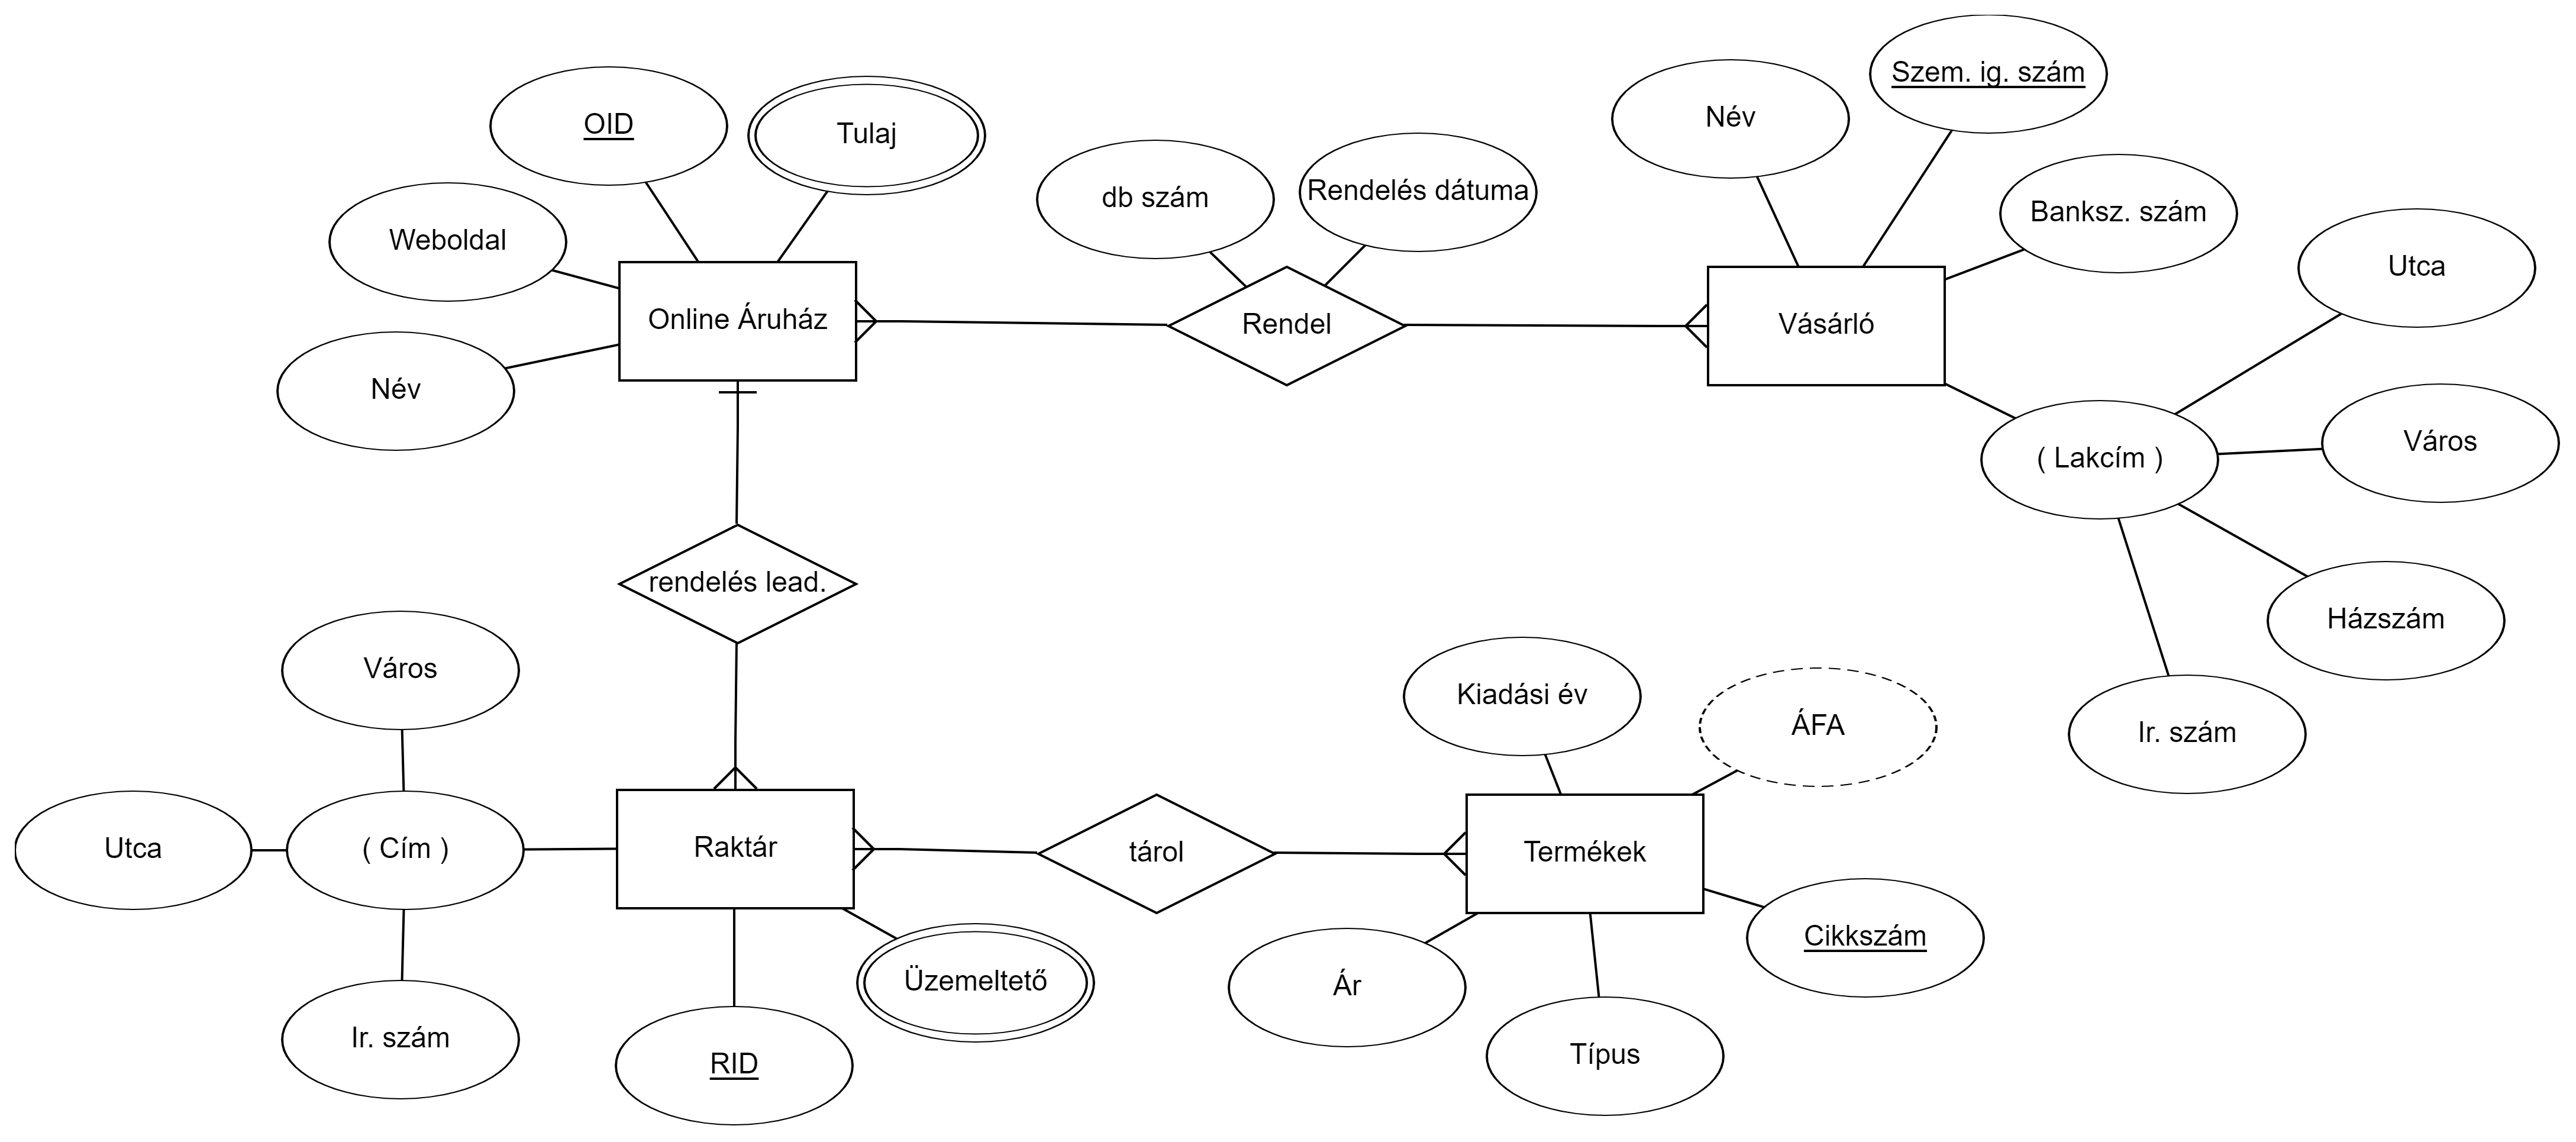 Szem. ig. szám
Név
OID
Tulaj
db szám
Rendelés dátuma
Banksz. szám
Weboldal
Utca
Online Áruház
Rendel
Vásárló
Név
Város
( Lakcím )
rendelés lead.
Házszám
Város
Kiadási év
ÁFA
Ir. szám
Utca
( Cím )
Raktár
tárol
Termékek
Cikkszám
Üzemeltető
Ár
Ir. szám
RID
Típus